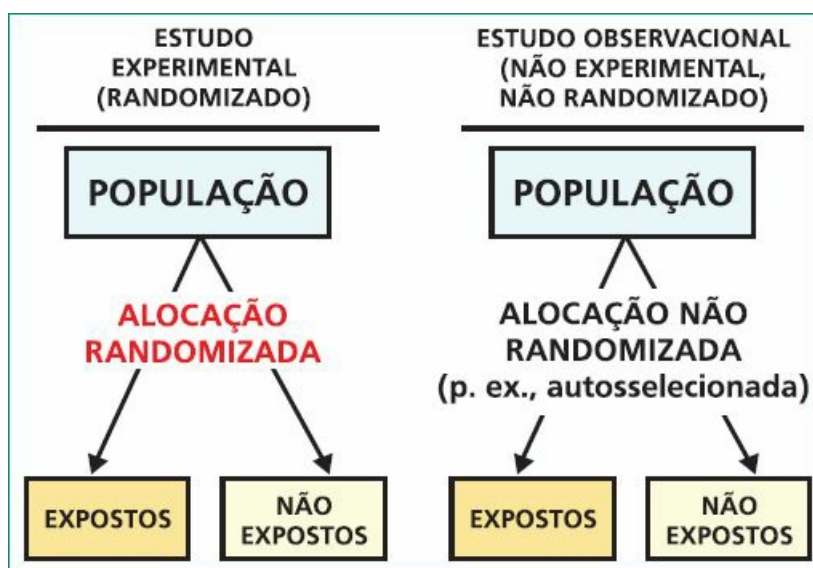 ESTUDO
EXPERIMENTAL
(RANDOMIZADO)
POPULAÇÃO
ALOCAÇÃO
RANDOMIZADA
EXPOSTOS
NÃO
EXPOSTOS
ESTUDO OBSERVACIONAL
(NÃO EXPERIMENTAL,
NÃO RANDOMIZADO)
POPULAÇÃO
ALOCAÇÃO NÃO
RANDOMIZADA
(p. ex., autosselecionada)
EXPOSTOS
NÃO
EXPOSTOS